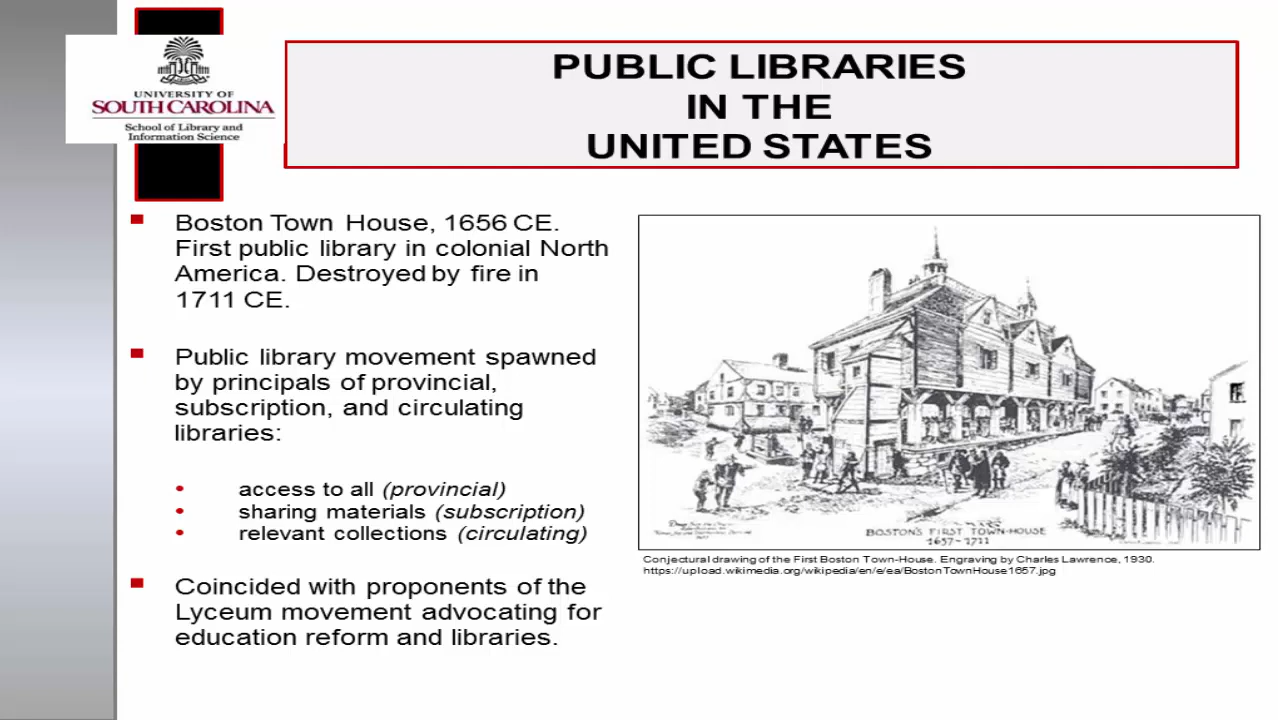 UNIVERSITY OF
SOUTH CAROLINA
School of Library and
Information Science
PUBLIC LIBRARIES
IN THE
UNITED STATES
Boston Town House, 1656 CE.
First public library in colonial North
America. Destroyed by fire in
1711 CE.
Public library movement spawned
by principals of provincial,
subscription, and circulating
libraries:
access to all (provincial)
sharing materials (subscription)
relevant collections (circulating)
Coincided with proponents of the
Lyceum movement advocating for
education reform and libraries.
BOSTON'S FIRST TOWN-HOUSE
1657-1711
Conjectural drawing of the First Boston Town-House. Engraving by Charles Lawrence, 1930.
https://upload.wikimedia.org/wikipedia/en/e/ea/BostonTownHouse1657.jpg